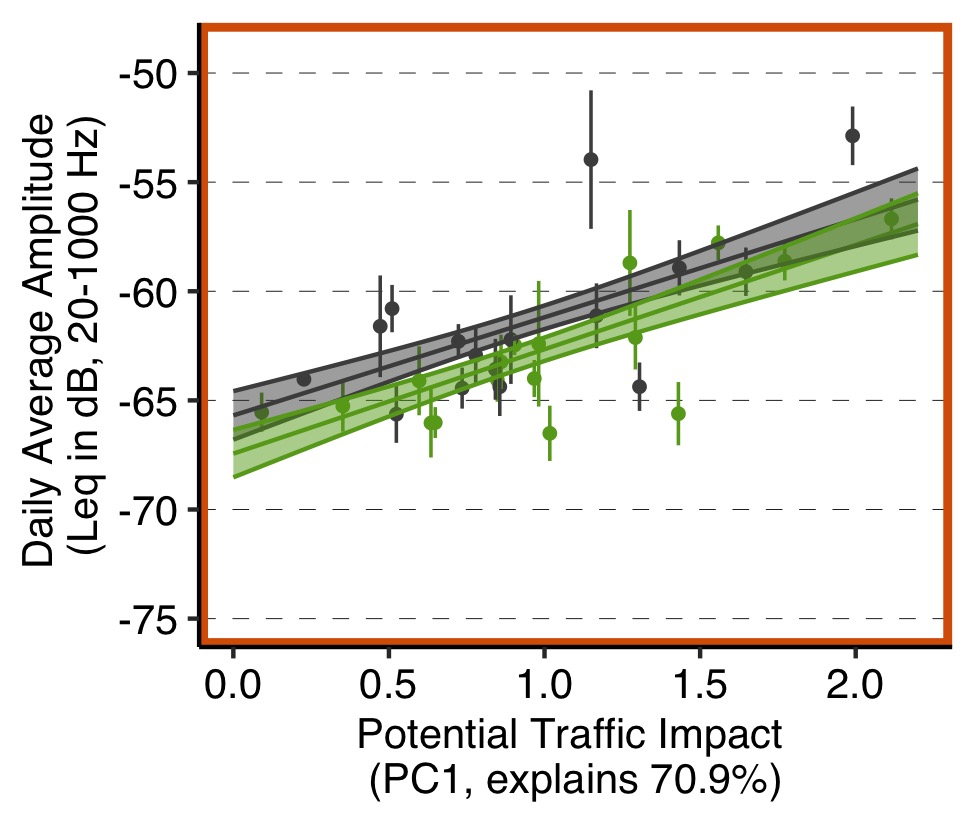 Daily Average Amplitude
(Leq in dB, 20-1000 Hz)
-50
-55
-60
-65
-70
-75
0.0 0.5 1.0 1.5 2.0
Potential Traffic Impact
(PC1, explains 70.9%)